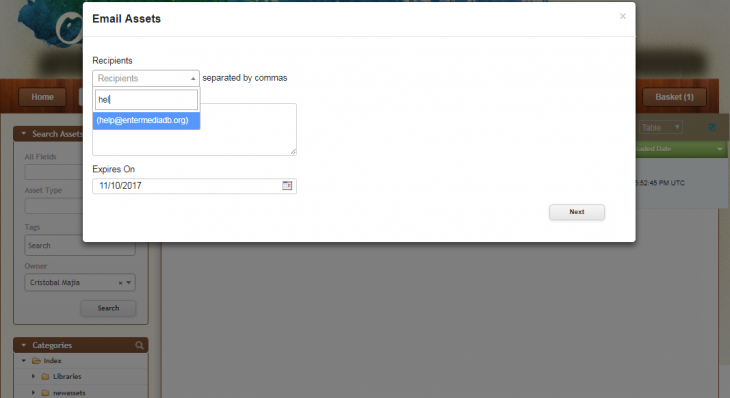 Email Assets
×
Recipients
Recipients
separated by commas
hel
(help@entermediadb.org)
Expires On
11/10/2017
Next
Home
Basket (1)
Search Assets
All Fields
Asset Type
Tags
Search
Owner
Cristobal Majia
×
Search
Categories
Index
Libraries
newassets
Table
aded Date
5:52:45 PM UTC